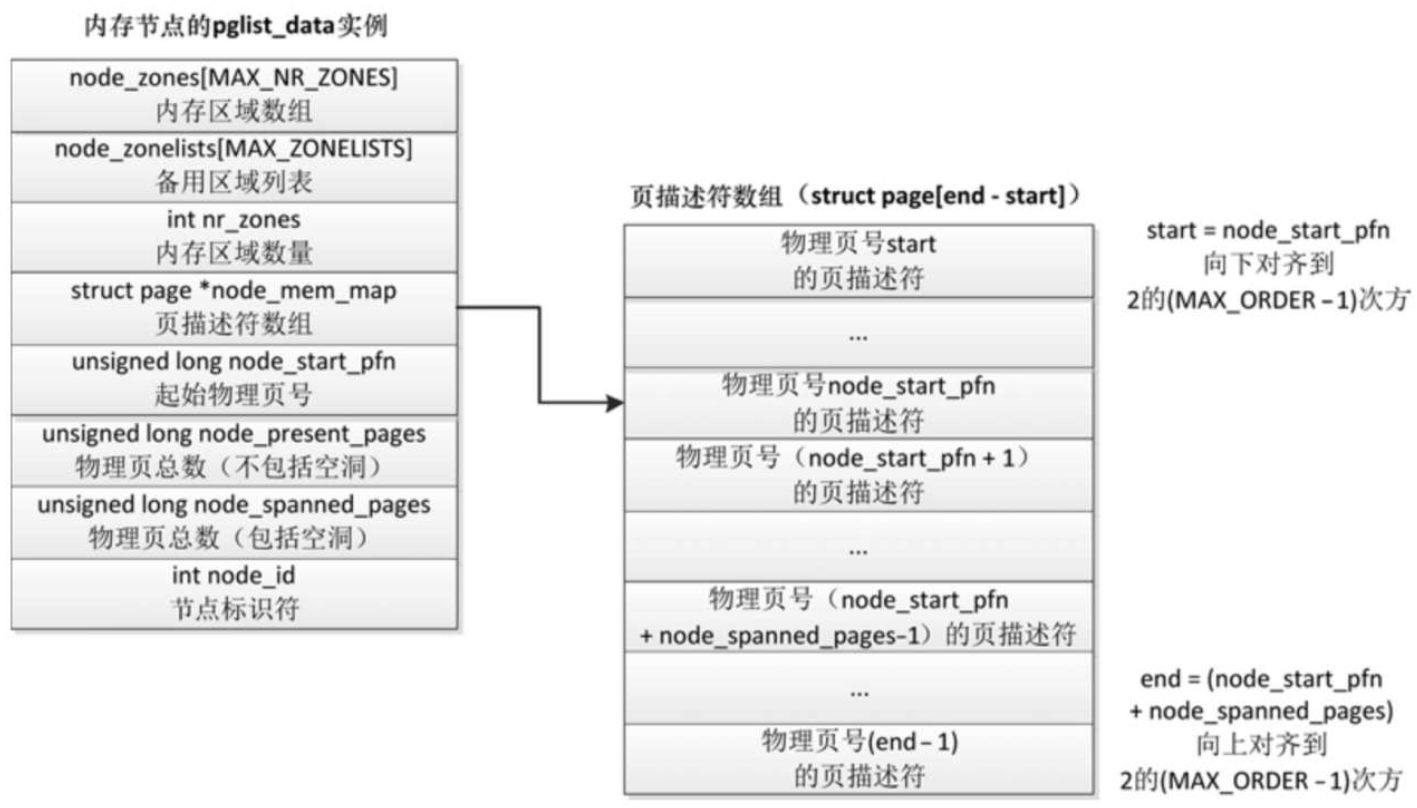 内存节点的pglist_data实例
node_zones[MAX_NR_ZONES]
内存区域数组
node_zonelists[MAX_ZONELISTS]
备用区域列表
int nr_zones
内存区域数量
struct page *node_mem_map
页描述符数组
unsigned long node_start_pfn
起始物理页号
unsigned long node_present_pages
物理页总数（不包括空洞）
unsigned long node_spanned_pages
物理页总数（包括空洞）
int node_id
节点标识符
页描述符数组（struct page[end - start]）
物理页号start
的页描述符
...
物理页号node_start_pfn
的页描述符
物理页号（node_start_pfn + 1）
的页描述符
...
物理页号（node_start_pfn
+ node_spanned_pages–1）的页描述符
...
物理页号(end – 1)
的页描述符
start = node_start_pfn
向下对齐到
2的(MAX_ORDER – 1)次方
end = (node_start_pfn
+ node_spanned_pages)
向上对齐到
2的(MAX_ORDER – 1)次方